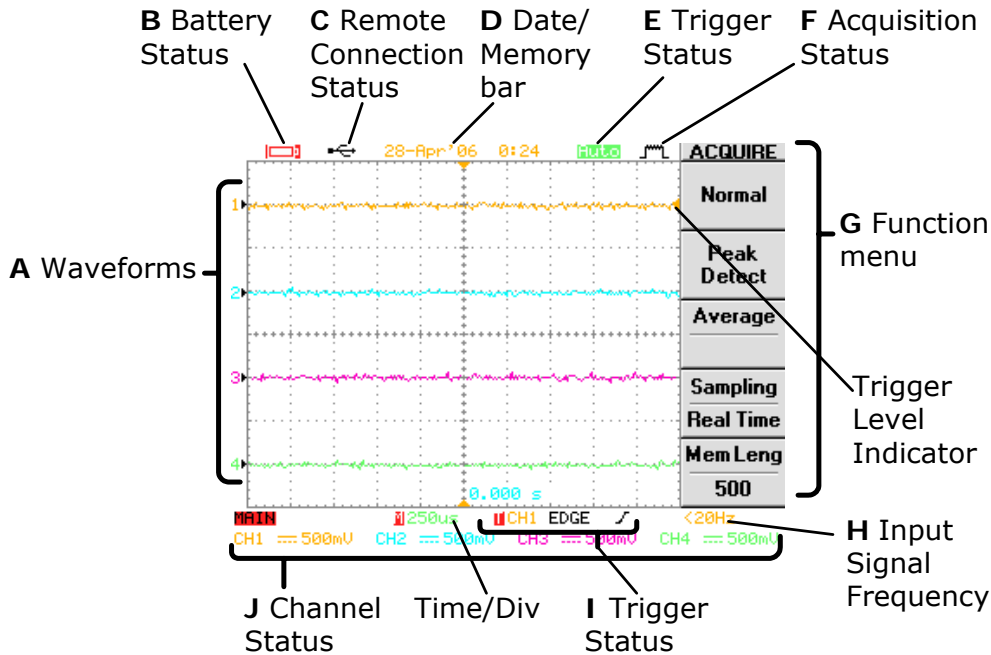 B Battery Status
C Remote Connection Status
D Date/ Memory bar
E Trigger Status
F Acquisition Status
28-Apr'06 0:24 Auto ACQUIRE
Normal
Peak Detect
Average
Sampling
Real Time
Mem Leng
500
G Function menu
A Waveforms
1
2
3
4
Trigger Level Indicator
0.000 s
MAIN M 250us T CH1 EDGE <20Hz
CH1 500mV CH2 500mV CH3 500mV CH4 500mV
H Input Signal Frequency
J Channel Status
Time/Div
I Trigger Status